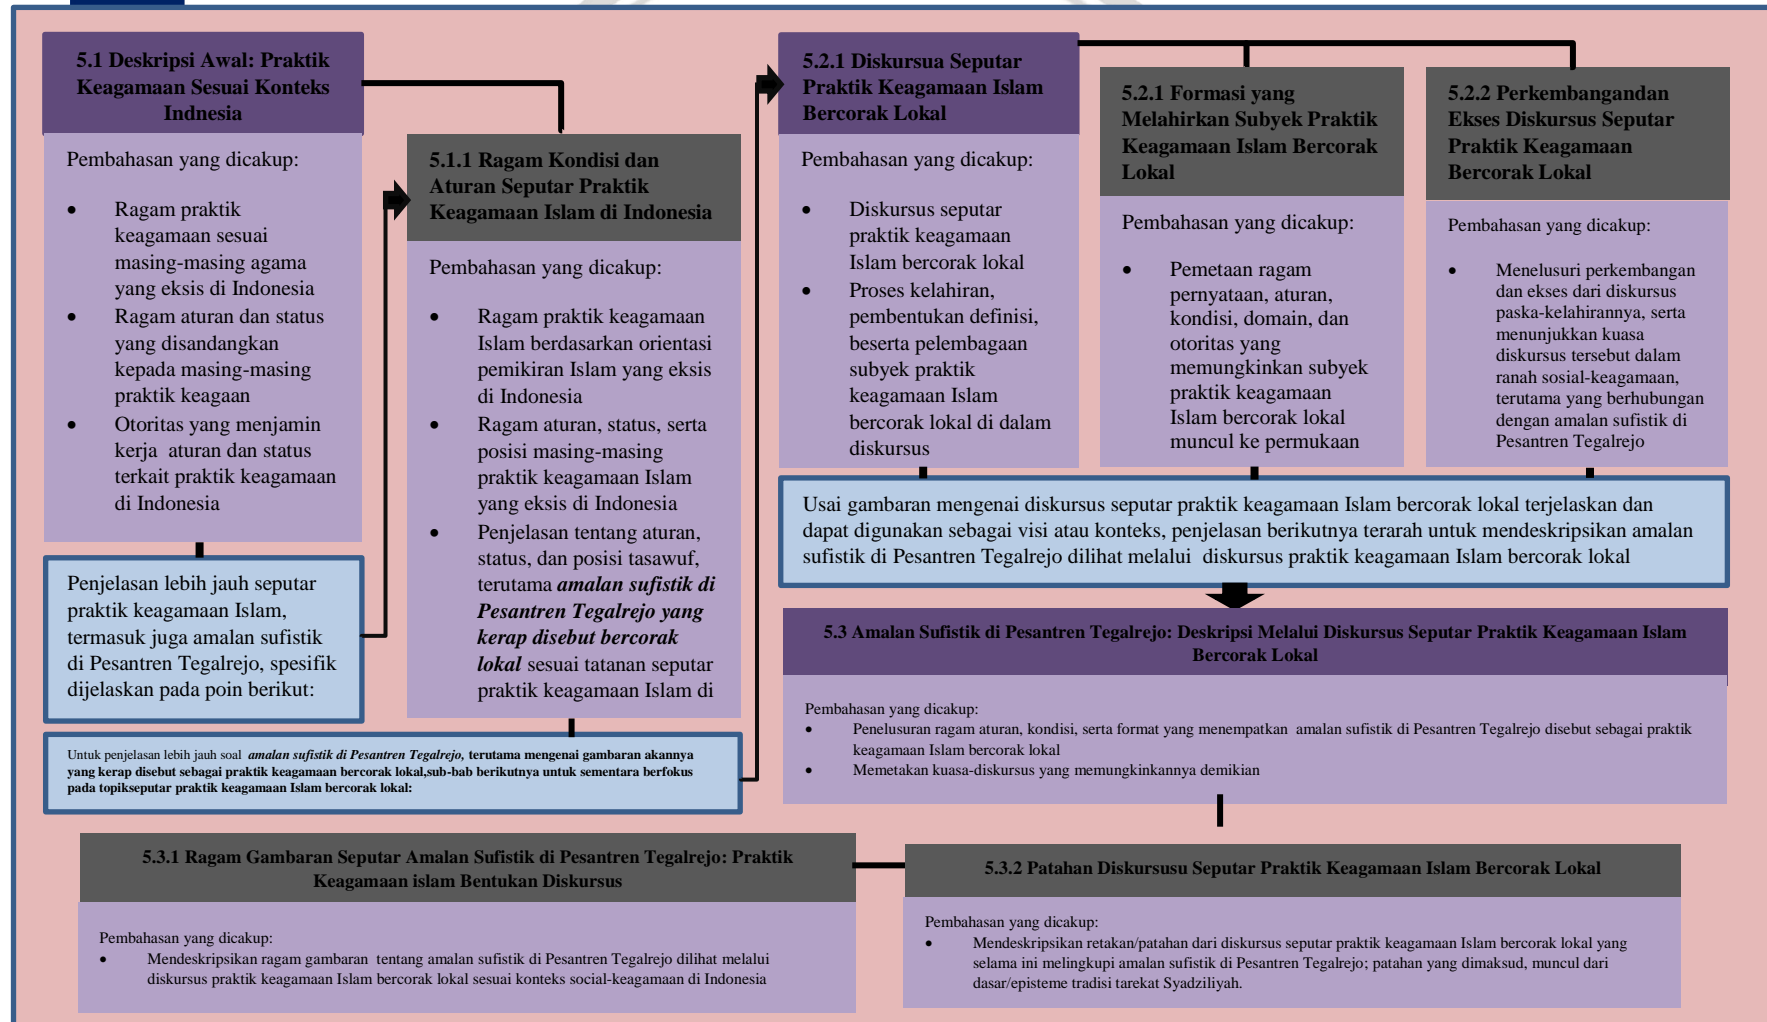 5.1 Deskripsi Awal: Praktik
Keagamaan Sesuai Konteks
Indnesia
Pembahasan yang dicakup:
• Ragam praktik
keagamaan sesuai
masing-masing agama
yang eksis di Indonesia
• Ragam aturan dan status
yang disandangkan
kepada masing-masing
praktik keagaan
• Otoritas yang menjamin
kerja aturan dan status
terkait praktik keagamaan
di Indonesia
Penjelasan lebih jauh seputar
praktik keagamaan Islam,
termasuk juga amalan sufistik
di Pesantren Tegalrejo, spesifik
dijelaskan pada poin berikut:
5.1.1 Ragam Kondisi dan
Aturan Seputar Praktik
Keagamaan Islam di Indonesia
Pembahasan yang dicakup:
• Ragam praktik keagamaan
Islam berdasarkan orientasi
pemikiran Islam yang eksis
di Indonesia
• Ragam aturan, status, serta
posisi masing-masing
praktik keagamaan Islam
yang eksis di Indonesia
• Penjelasan tentang aturan,
status, dan posisi tasawuf,
terutama amalan sufistik di
Pesantren Tegalrejo yang
kerap disebut bercorak
lokal sesuai tatanan seputar
praktik keagamaan Islam di
Untuk penjelasan lebih jauh soal amalan sufistik di Pesantren Tegalrejo, terutama mengenai gambaran akannya
yang kerap disebut sebagai praktik keagamaan bercorak lokal,sub-bab berikutnya untuk sementara berfokus
pada topikseputar praktik keagamaan Islam bercorak lokal:
5.2.1 Diskursua Seputar
Praktik Keagamaan Islam
Bercorak Lokal
Pembahasan yang dicakup:
• Diskursus seputar
praktik keagamaan
Islam bercorak lokal
• Proses kelahiran,
pembentukan definisi,
beserta pelembagaan
subyek praktik
keagamaan Islam
bercorak lokal di dalam
diskursus
5.2.1 Formasi yang
Melahirkan Subyek Praktik
Keagamaan Islam Bercorak
Lokal
Pembahasan yang dicakup:
• Pemetaan ragam
pernyataan, aturan,
kondisi, domain, dan
otoritas yang
memungkinkan subyek
praktik keagamaan
Islam bercorak lokal
muncul ke permukaan
5.2.2 Perkembangandan
Ekses Diskursus Seputar
Praktik Keagamaan
Bercorak Lokal
Pembahasan yang dicakup:
• Menelusuri perkembangan
dan ekses dari diskursus
paska-kelahirannya, serta
menunjukkan kuasa
diskursus tersebut dalam
ranah sosial-keagamaan,
terutama yang berhubungan
dengan amalan sufistik di
Pesantren Tegalrejo
Usai gambaran mengenai diskursus seputar praktik keagamaan Islam bercorak lokal terjelaskan dan
dapat digunakan sebagai visi atau konteks, penjelasan berikutnya terarah untuk mendeskripsikan amalan
sufistik di Pesantren Tegalrejo dilihat melalui diskursus praktik keagamaan Islam bercorak lokal
5.3 Amalan Sufistik di Pesantren Tegalrejo: Deskripsi Melalui Diskursus Seputar Praktik Keagamaan Islam
Bercorak Lokal
Pembahasan yang dicakup:
• Penelusuran ragam aturan, kondisi, serta format yang menempatkan amalan sufistik di Pesantren Tegalrejo disebut sebagai praktik
keagamaan Islam bercorak lokal
• Memetakan kuasa-diskursus yang memungkinkannya demikian
5.3.1 Ragam Gambaran Seputar Amalan Sufistik di Pesantren Tegalrejo: Praktik
Keagamaan islam Bentukan Diskursus
Pembahasan yang dicakup:
• Mendeskripsikan ragam gambaran tentang amalan sufistik di Pesantren Tegalrejo dilihat melalui
diskursus praktik keagamaan Islam bercorak lokal sesuai konteks social-keagamaan di Indonesia
5.3.2 Patahan Diskursusu Seputar Praktik Keagamaan Islam Bercorak Lokal
Pembahasan yang dicakup:
• Mendeskripsikan retakan/patahan dari diskursus seputar praktik keagamaan Islam bercorak lokal yang
selama ini melingkupi amalan sufistik di Pesantren Tegalrejo; patahan yang dimaksud, muncul dari
dasar/episteme tradisi tarekat Syadziliyah.